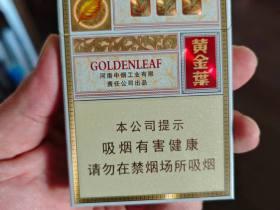 GOLDENLEAF
河南中烟工业有限
责任公司出品
黄金葉
本公司提示
吸烟有害健康
请勿在禁烟场所吸烟